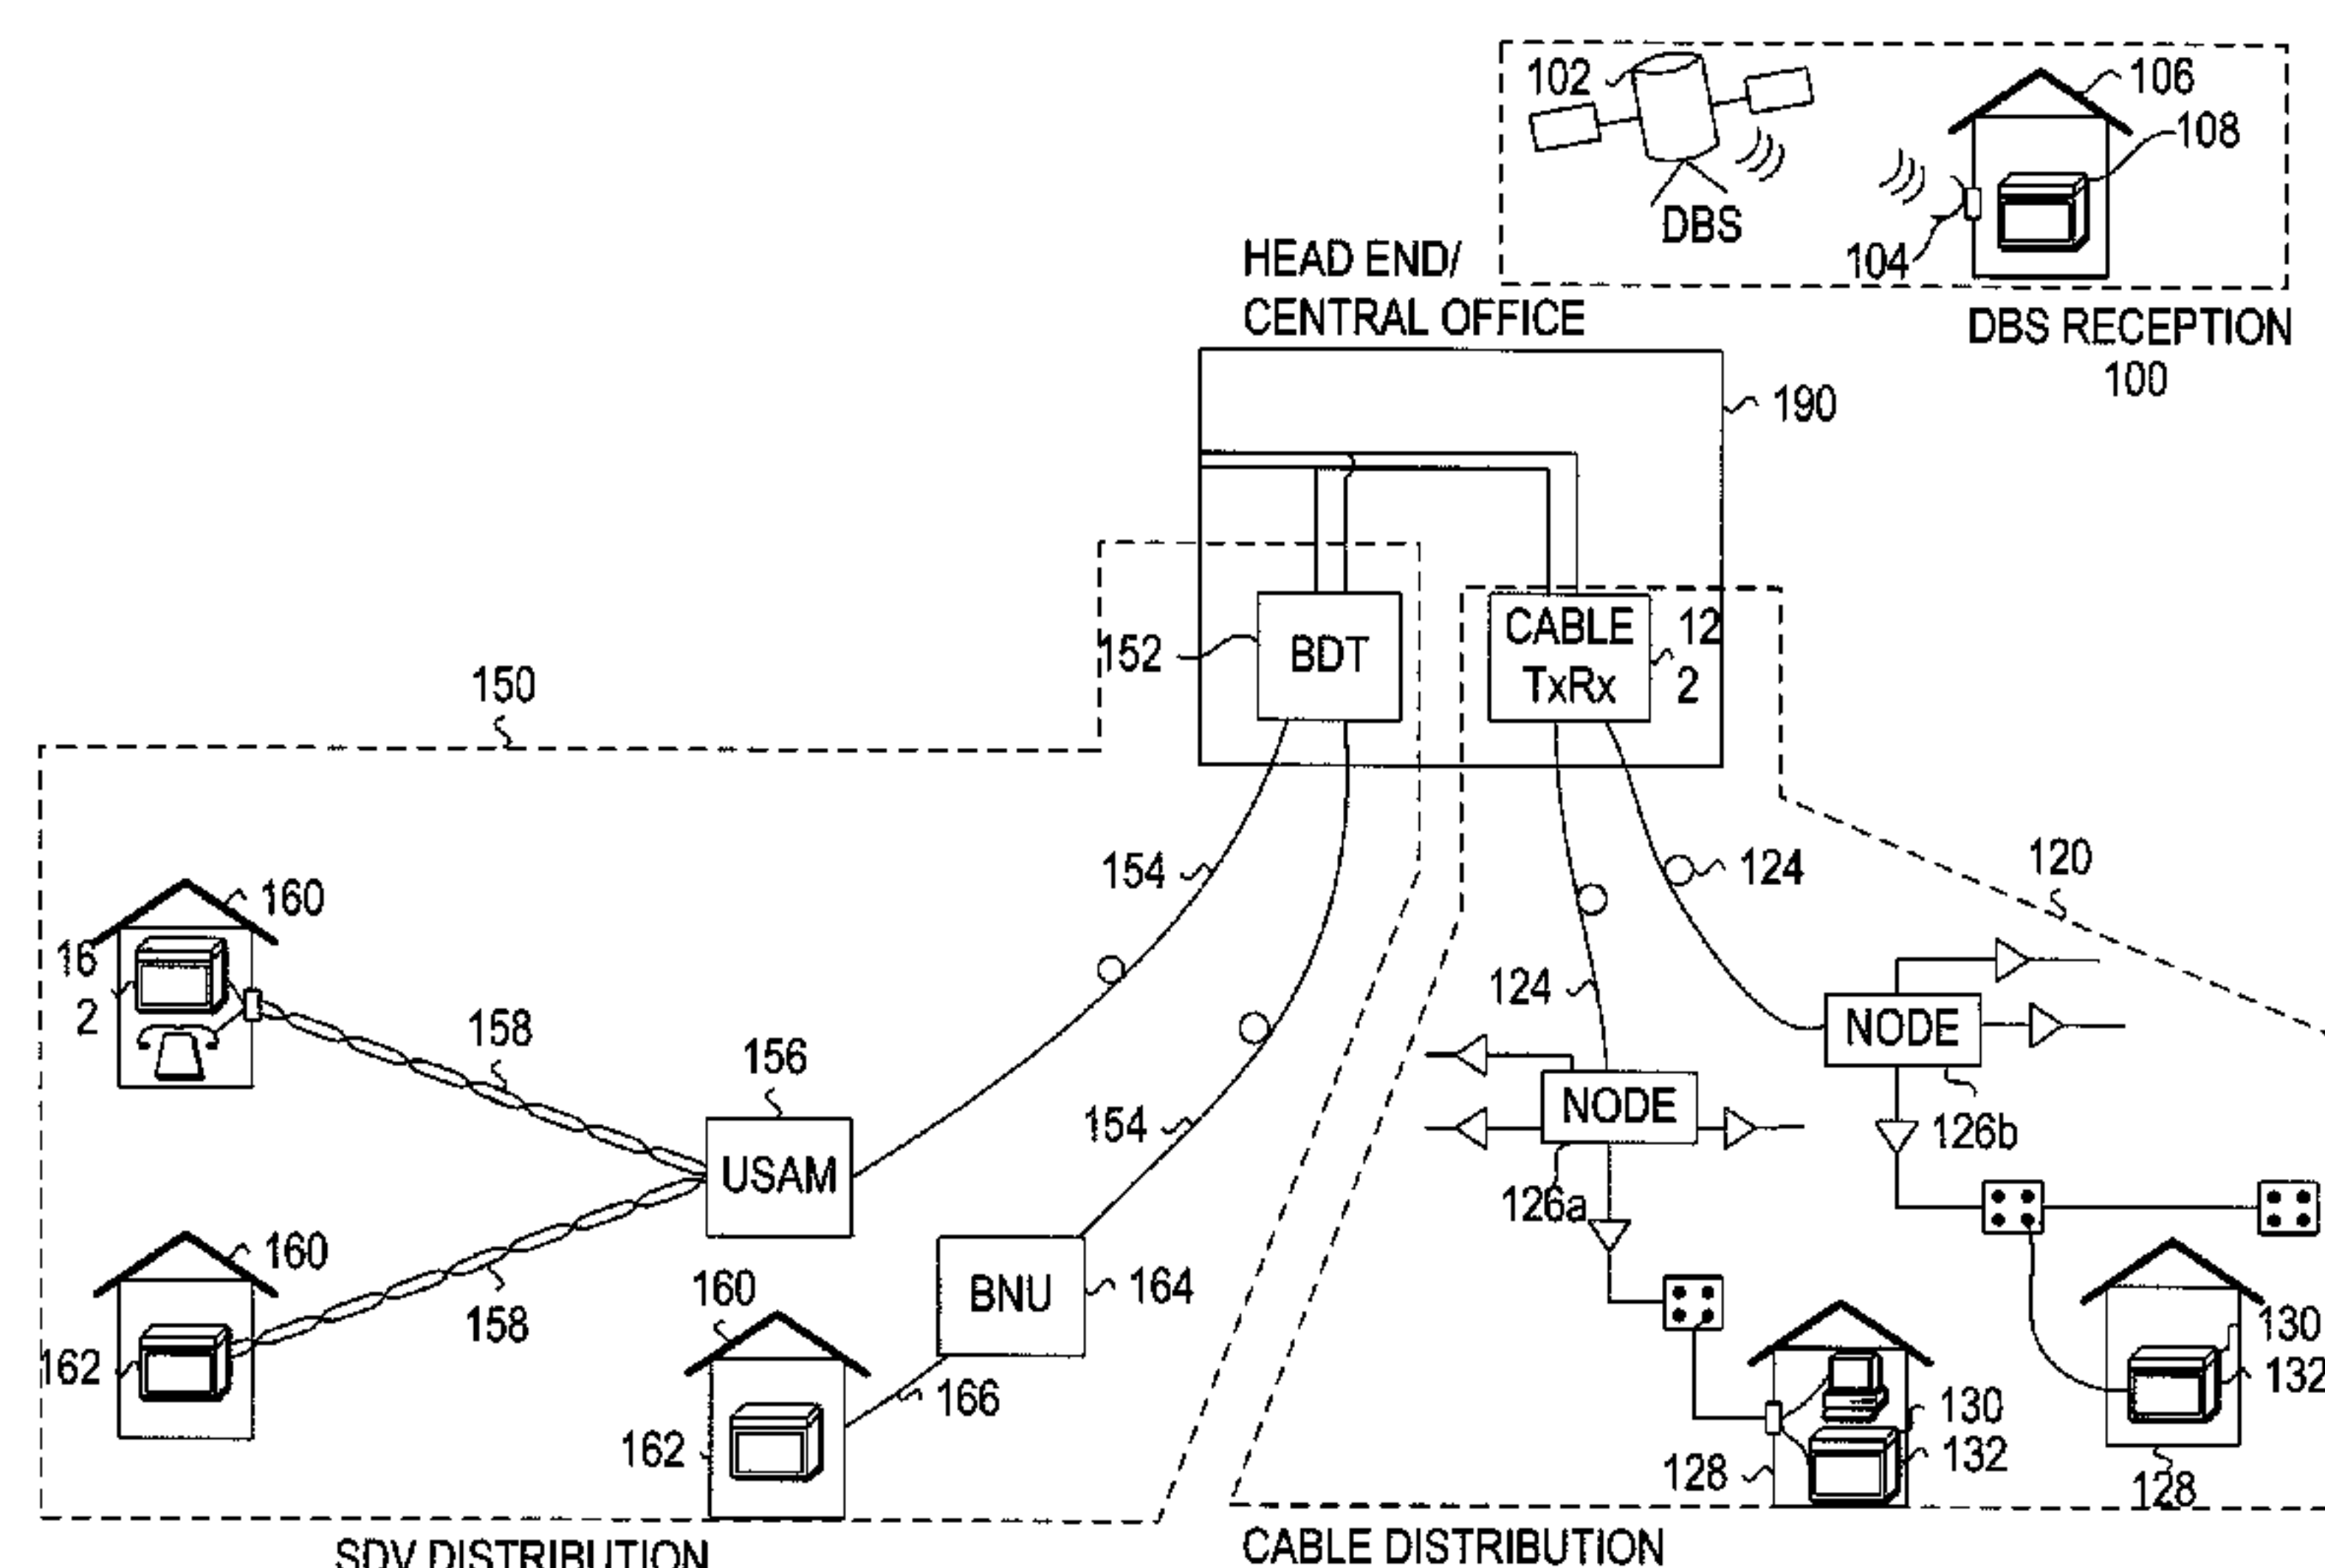 102
106
108
DBS
104
HEAD END/
CENTRAL OFFICE
DBS RECEPTION
100
190
152
BDT
CABLE
TxRx
12
2
150
154
124
120
160
16
2
124
NODE
158
156
NODE
126b
154
USAM
126a
160
BNU
164
160
158
130
162
132
166
130
162
132
128
128
SDV DISTRIBUTION
CABLE DISTRIBUTION